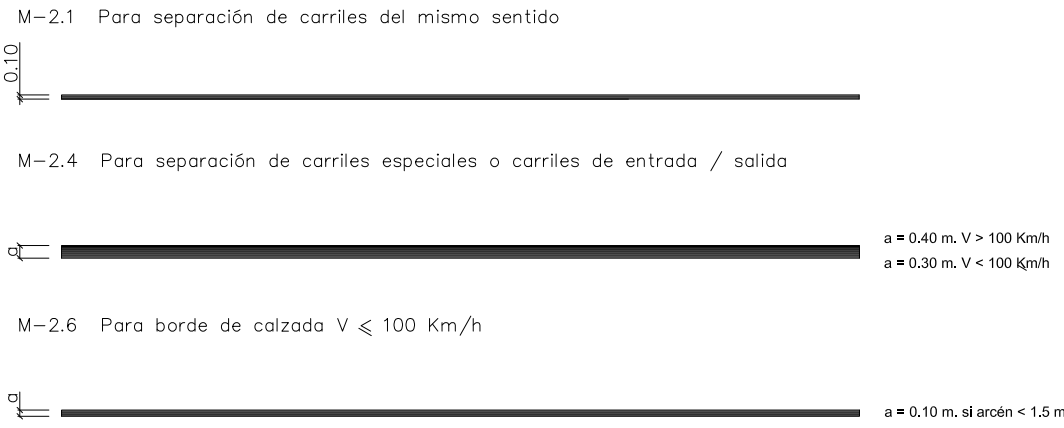 M-2.1 Para separación de carriles del mismo sentido
0.10
M-2.4 Para separación de carriles especiales o carriles de entrada / salida
a
a = 0.40 m. V > 100 Km/h
a = 0.30 m. V < 100 Km/h
M-2.6 Para borde de calzada V ⩽ 100 Km/h
a
a = 0.10 m. si arcén < 1.5 m